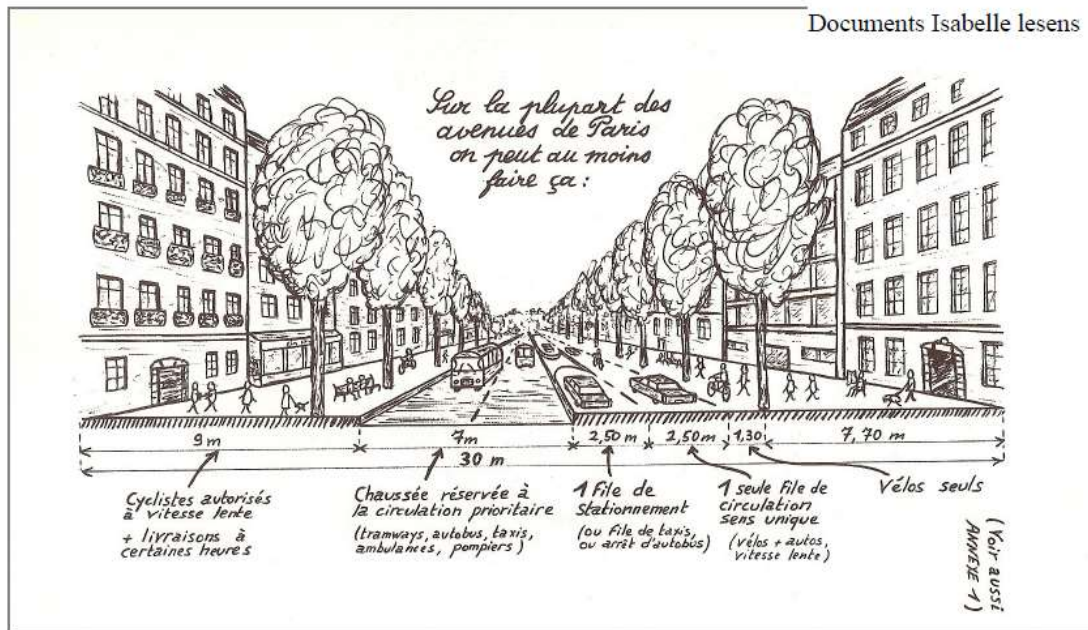 Documents Isabelle lesens
Sur la plupart des
avenues de Paris
on peut au moins
faire ça :
9 m
7m
2,50 m
2,50 m
1,30
7,70 m
30 m
Cyclistes autorisés
à vitesse lente
+ livraisons à
certaines heures
Chaussée réservée à
la circulation prioritaire
(tramways, autobus, taxis,
ambulances, pompiers)
1 File de
Stationnement
(ou File de taxis,
ou arrêt d'autobus)
1 seule File de
circulation
sens unique
(vélos + autos,
vitesse lente)
Vélos seuls
(Voir aussi
ANNEXE 1)